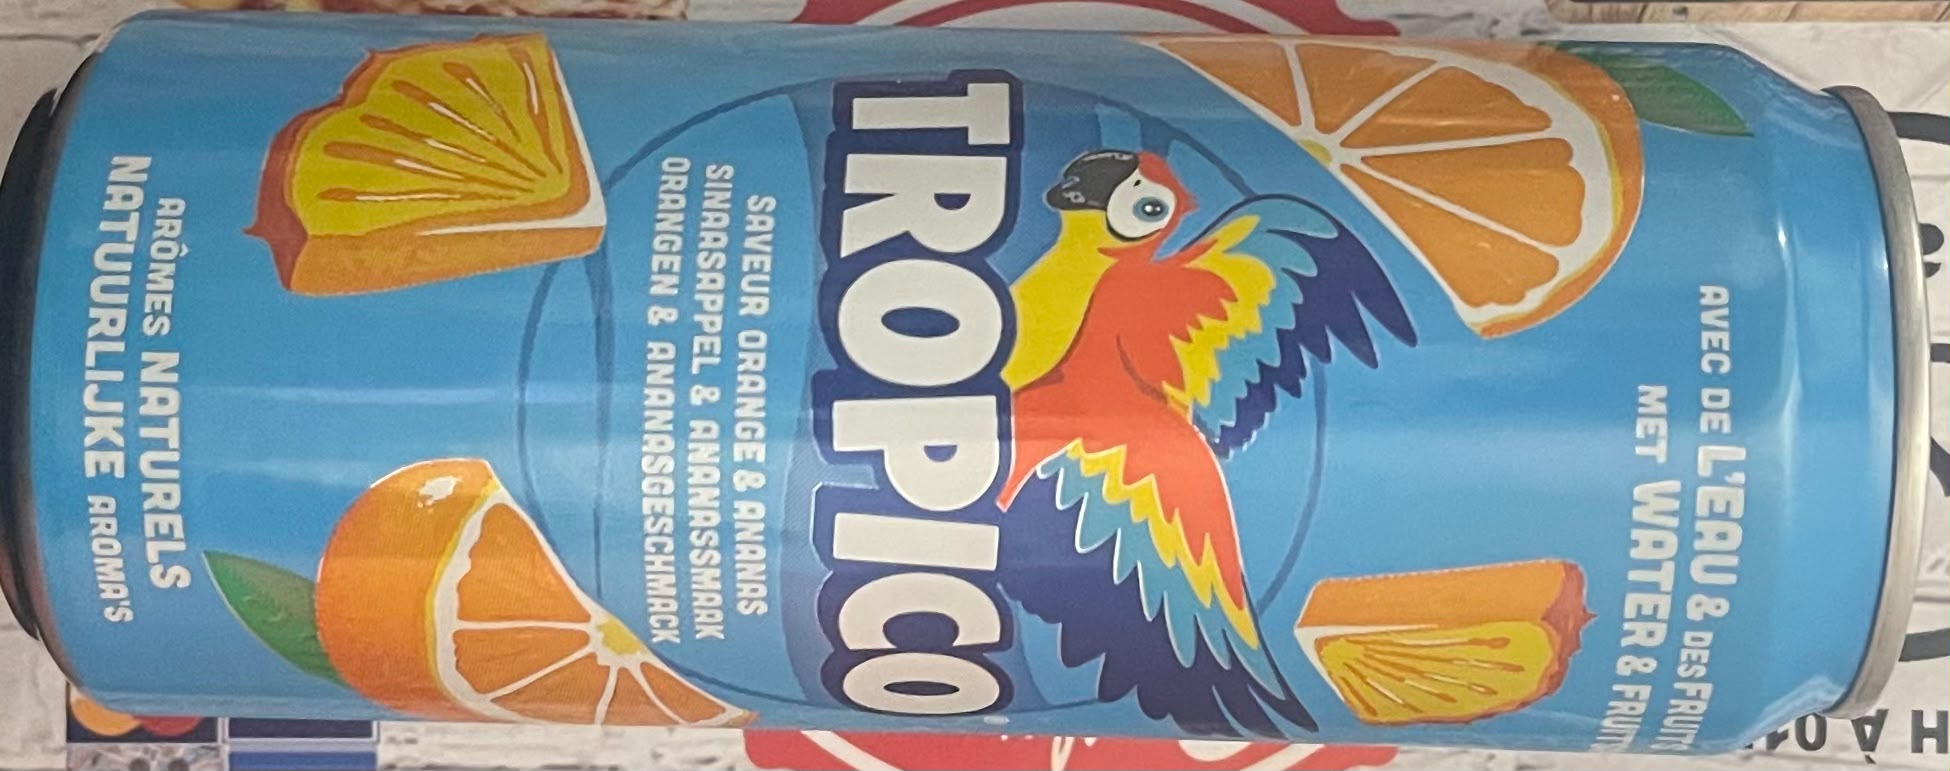 AVEC DE L'EAU & DES FRUITS
MET WATER & FRUIT
TROPICO
SAVEUR ORANGE & ANANAS
SINAASAPPEL & ANANASSMAAK
ORANGEN & ANANASGESCHMACK
ARÔMES NATURELS
NATUURLIJKE AROMA'S
H À 01